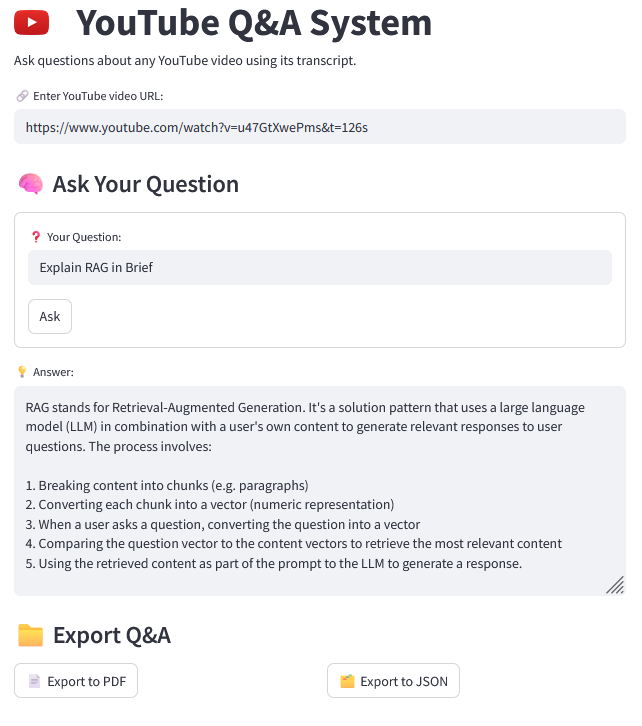 YouTube Q&A System
Ask questions about any YouTube video using its transcript.
Enter YouTube video URL:
https://www.youtube.com/watch?v=u47GtXwePms&t=126s
Ask Your Question
Your Question:
Explain RAG in Brief
Ask
Answer:
RAG stands for Retrieval-Augmented Generation. It's a solution pattern that uses a large language
model (LLM) in combination with a user's own content to generate relevant responses to user
questions. The process involves:
1. Breaking content into chunks (e.g. paragraphs)
2. Converting each chunk into a vector (numeric representation)
3. When a user asks a question, converting the question into a vector
4. Comparing the question vector to the content vectors to retrieve the most relevant content
5. Using the retrieved content as part of the prompt to the LLM to generate a response.
Export Q&A
Export to PDF
Export to JSON